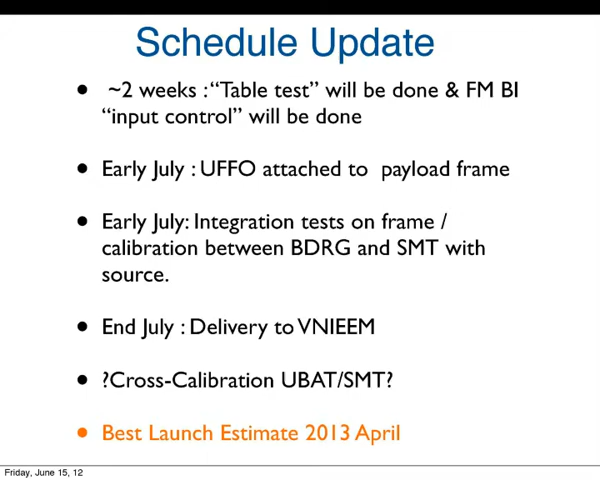 Schedule Update
• ~2 weeks : “Table test” will be done & FM BI
“input control” will be done
• Early July : UFFO attached to payload frame
• Early July: Integration tests on frame /
calibration between BDRG and SMT with
source.
• End July : Delivery to VNIEEM
• ?Cross-Calibration UBAT/SMT?
• Best Launch Estimate 2013 April
Friday, June 15, 12